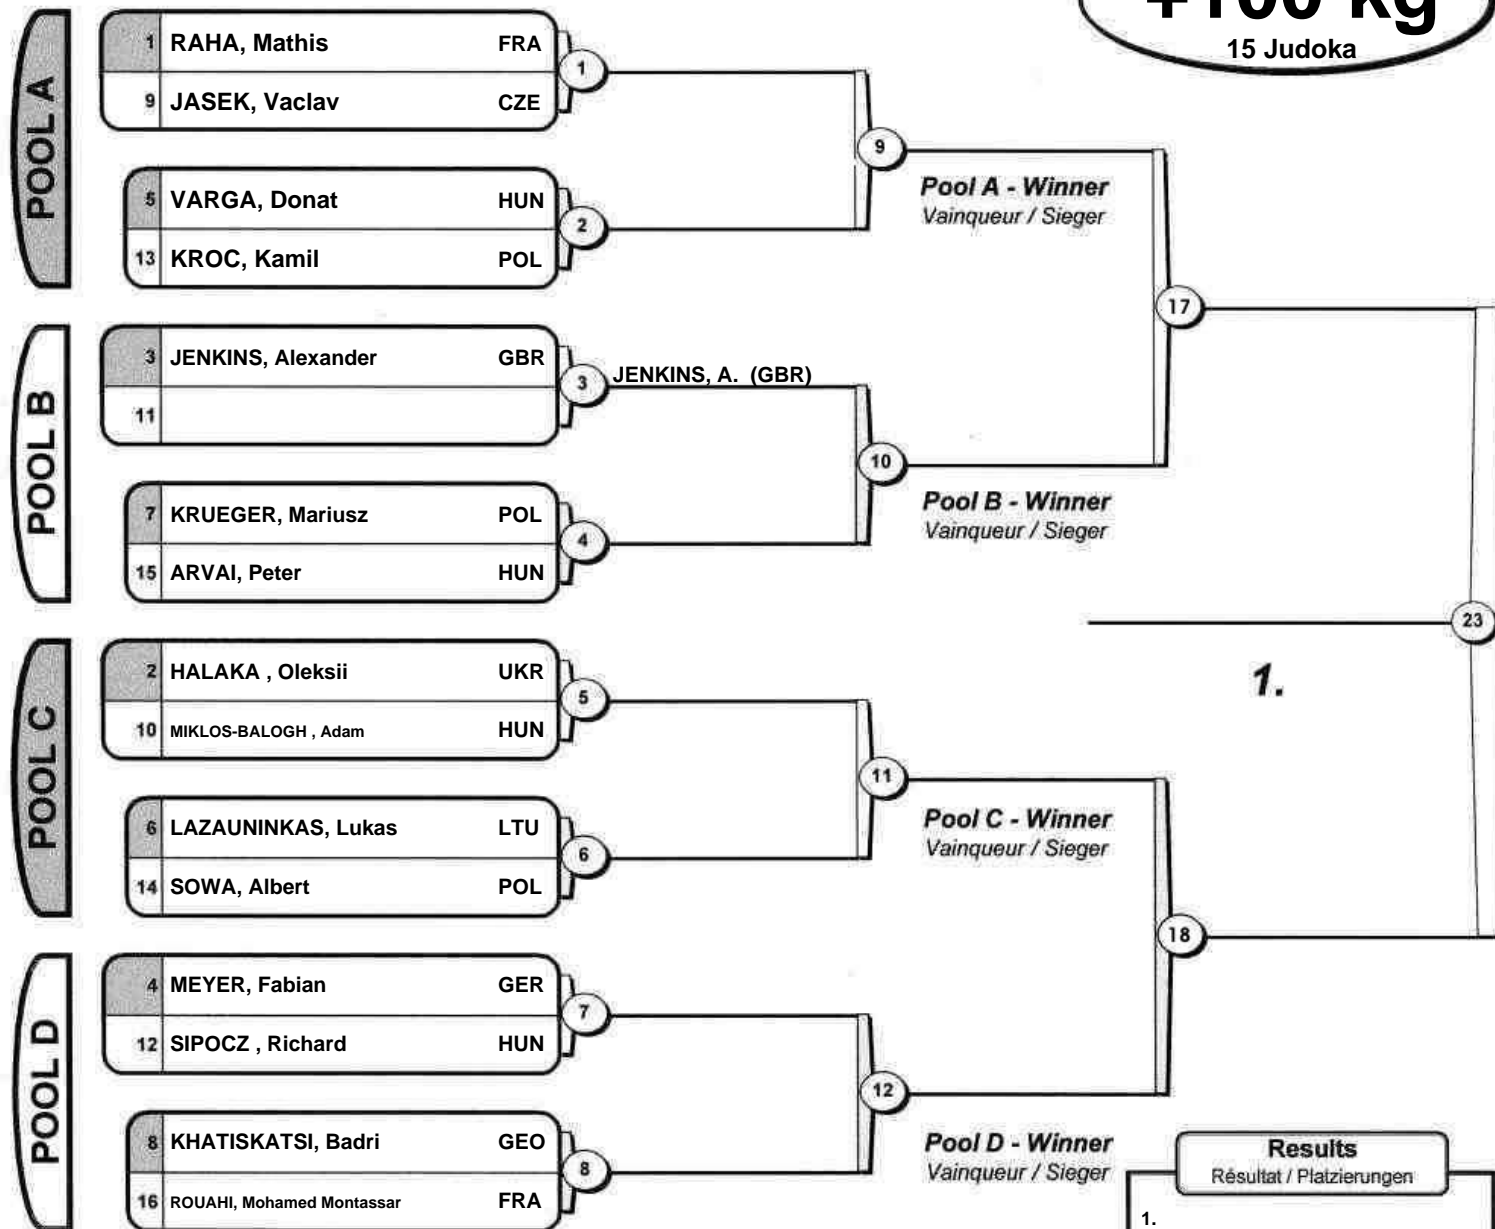 +100 kg
15 Judoka
POOL A
1 RAHA, Mathis FRA
9 JASEK, Vaclav CZE
1
5 VARGA, Donat HUN
13 KROC, Kamil POL
2
9
Pool A - Winner
Vainqueur / Sieger
17
POOL B
3 JENKINS, Alexander GBR
11
3
JENKINS, A. (GBR)
7 KRUEGER, Mariusz POL
15 ARVAI, Peter HUN
4
10
Pool B - Winner
Vainqueur / Sieger
23
1.
POOL C
2 HALAKA , Oleksii UKR
10 MIKLOS-BALOGH , Adam HUN
5
6 LAZAUNINKAS, Lukas LTU
14 SOWA, Albert POL
6
11
Pool C - Winner
Vainqueur / Sieger
18
POOL D
4 MEYER, Fabian GER
12 SIPOCZ , Richard HUN
7
8 KHATISKATSI, Badri GEO
16 ROUAHI, Mohamed Montassar FRA
8
12
Pool D - Winner
Vainqueur / Sieger
Results
Résultat / Platzierungen
1.